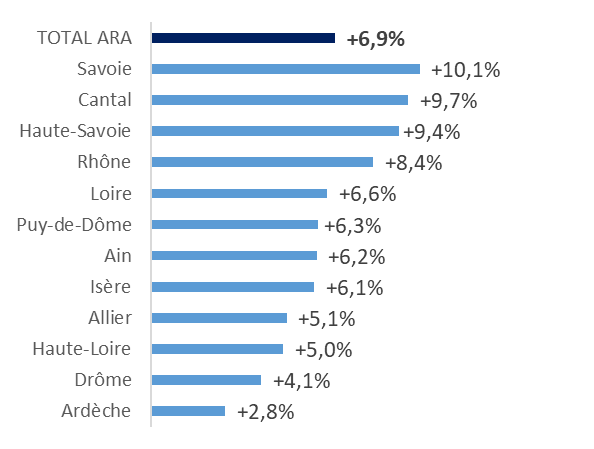 TOTAL ARA +6,9%
Savoie +10,1%
Cantal +9,7%
Haute-Savoie +9,4%
Rhône +8,4%
Loire +6,6%
Puy-de-Dôme +6,3%
Ain +6,2%
Isère +6,1%
Allier +5,1%
Haute-Loire +5,0%
Drôme +4,1%
Ardèche +2,8%